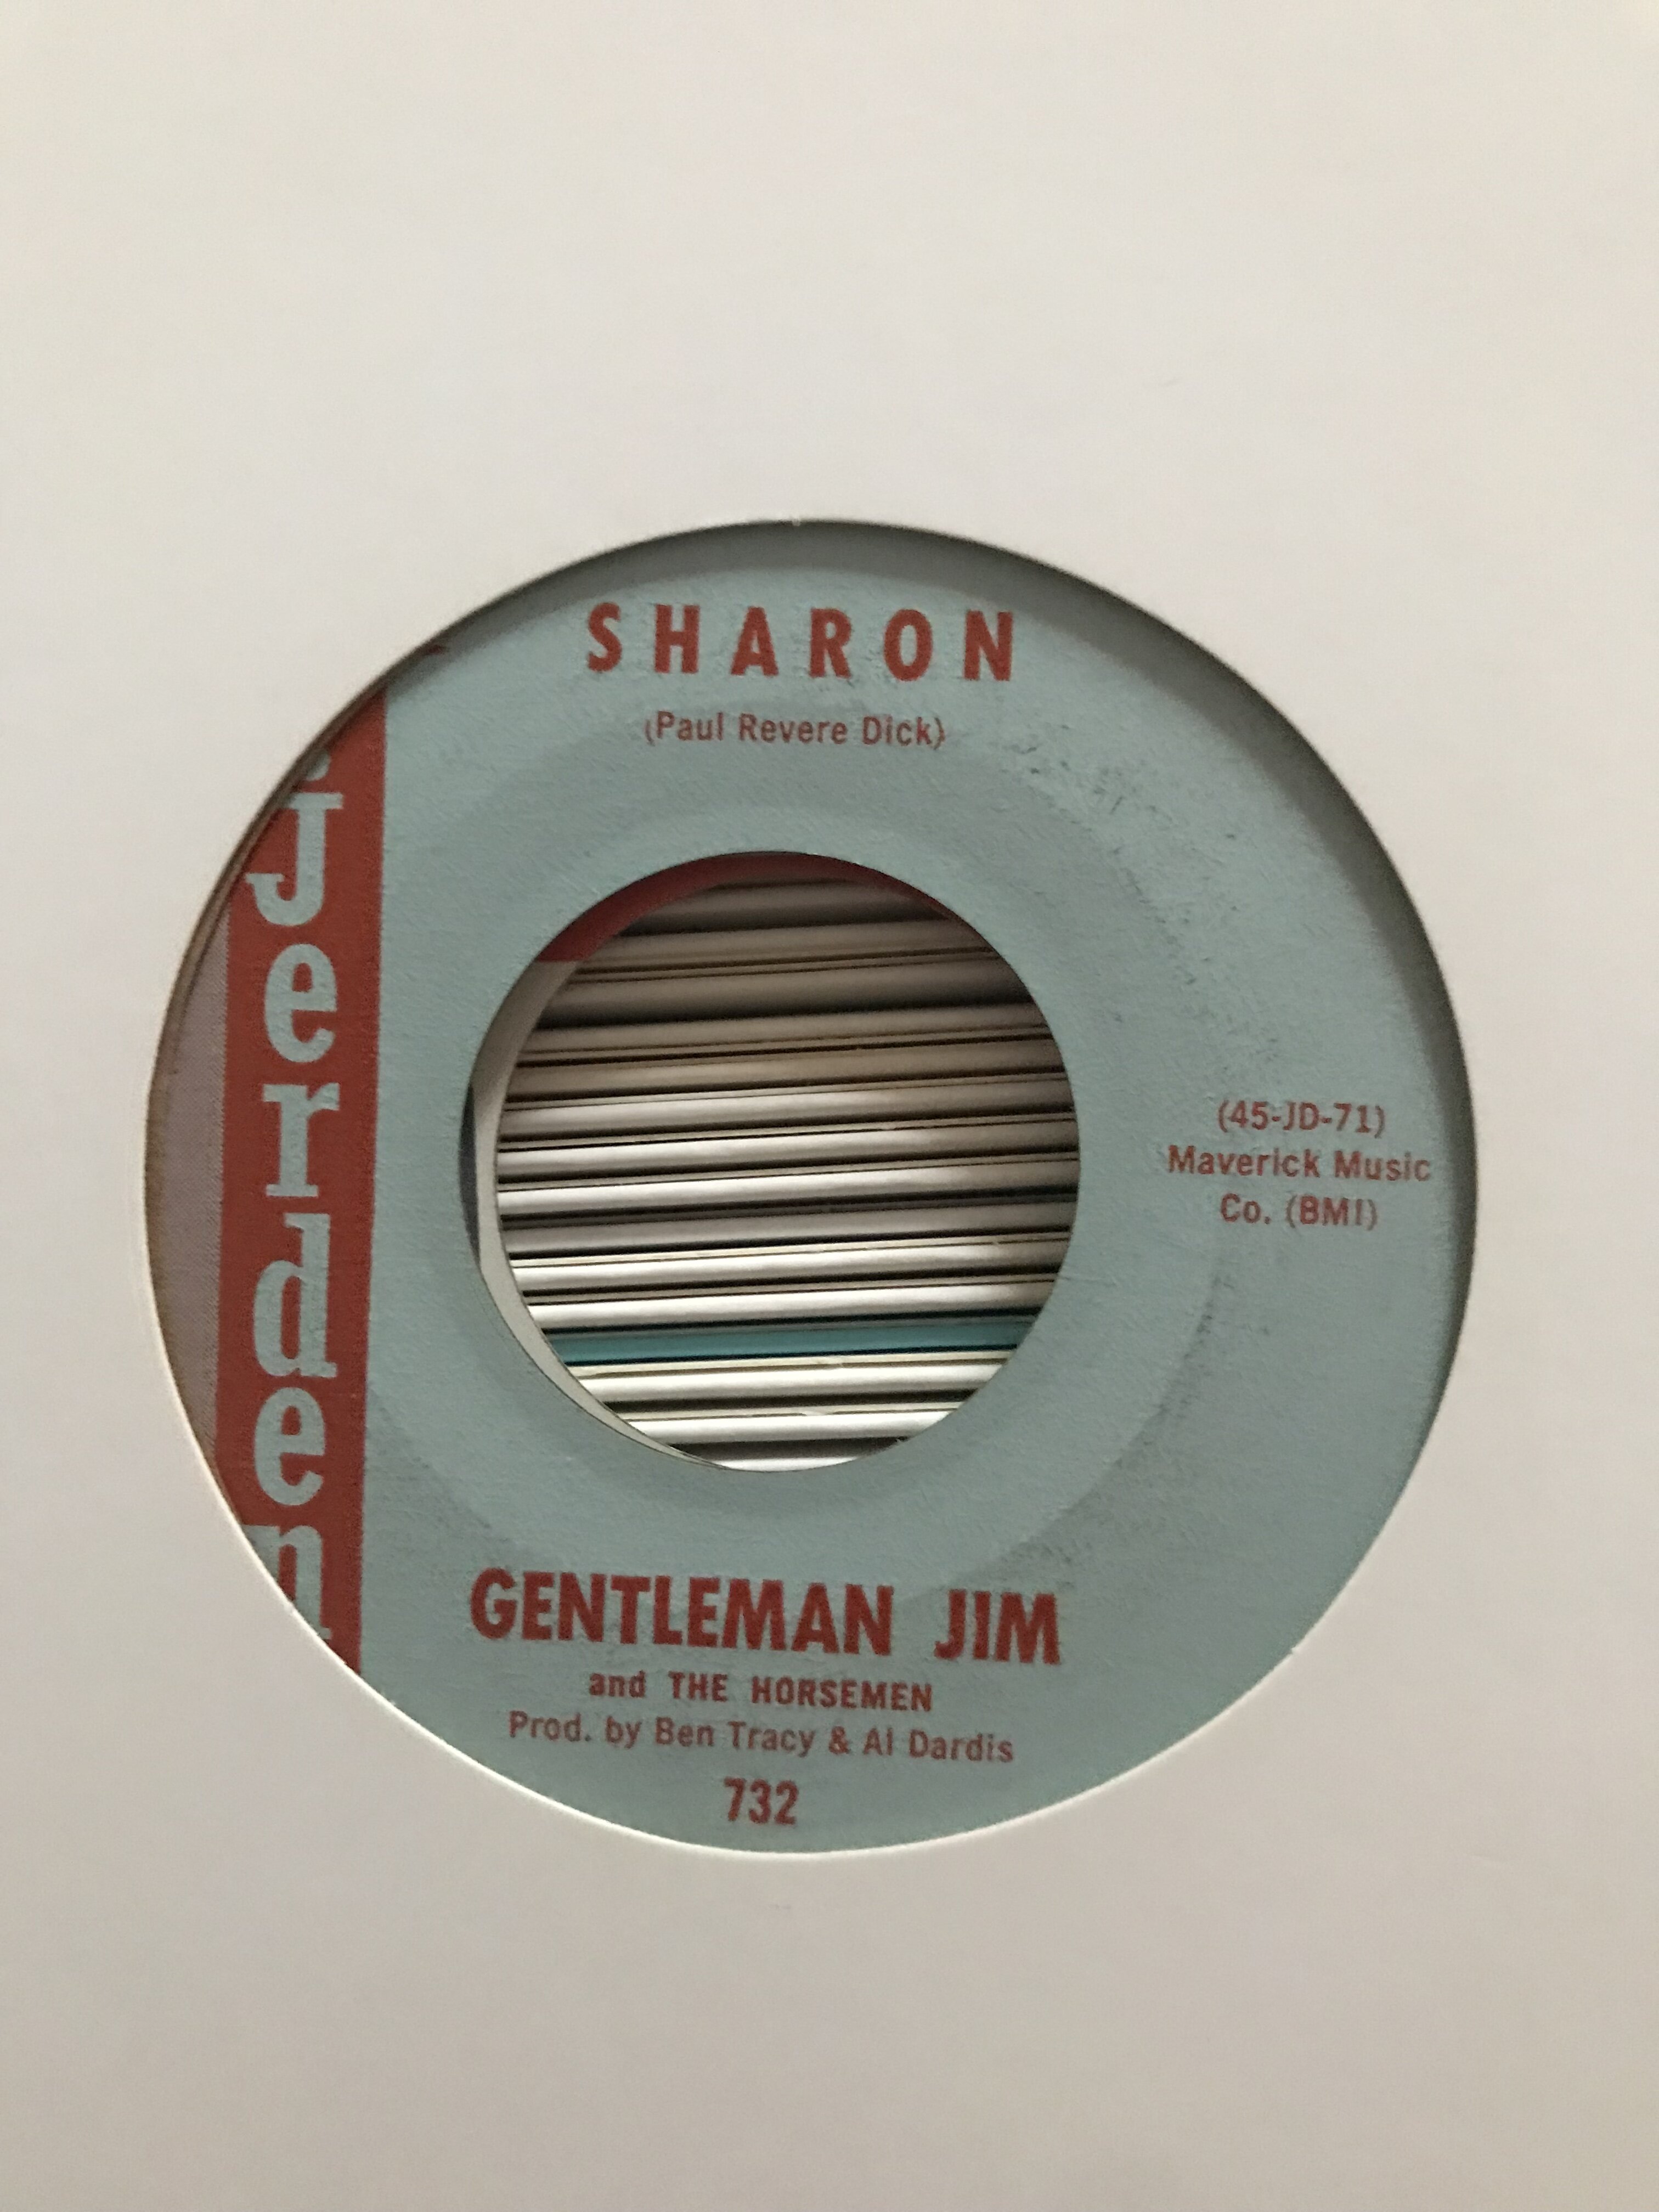 SHARON
(Paul Revere Dick)
jerden
(45-JD-71)
Maverick Music
Co. (BMI)
GENTLEMAN JIM
and THE HORSEMEN
Prod. by Ben Tracy & Al Dardis
732